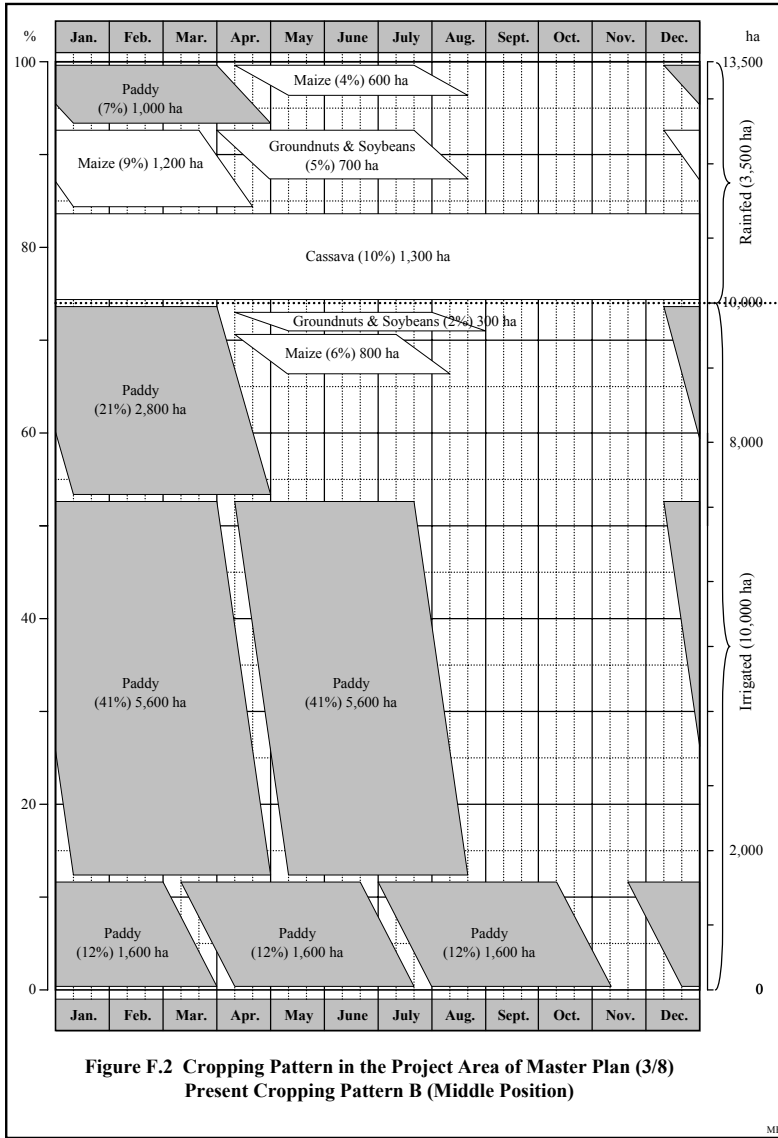 % Jan. Feb. Mar. Apr. May June July Aug. Sept. Oct. Nov. Dec. ha
100 13,500
Paddy
(7%) 1,000 ha
Maize (4%) 600 ha
Maize (9%) 1,200 ha
Groundnuts & Soybeans
(5%) 700 ha
Rainfed (3,500 ha)
80
Cassava (10%) 1,300 ha
10,000
Groundnuts & Soybeans (2%) 300 ha
Maize (6%) 800 ha
Paddy
(21%) 2,800 ha
60 8,000
40
Irrigated (10,000 ha)
Paddy
(41%) 5,600 ha
Paddy
(41%) 5,600 ha
20
2,000
Paddy
(12%) 1,600 ha
Paddy
(12%) 1,600 ha
Paddy
(12%) 1,600 ha
0 0
Jan. Feb. Mar. Apr. May June July Aug. Sept. Oct. Nov. Dec.
Figure F.2 Cropping Pattern in the Project Area of Master Plan (3/8)
Present Cropping Pattern B (Middle Position)